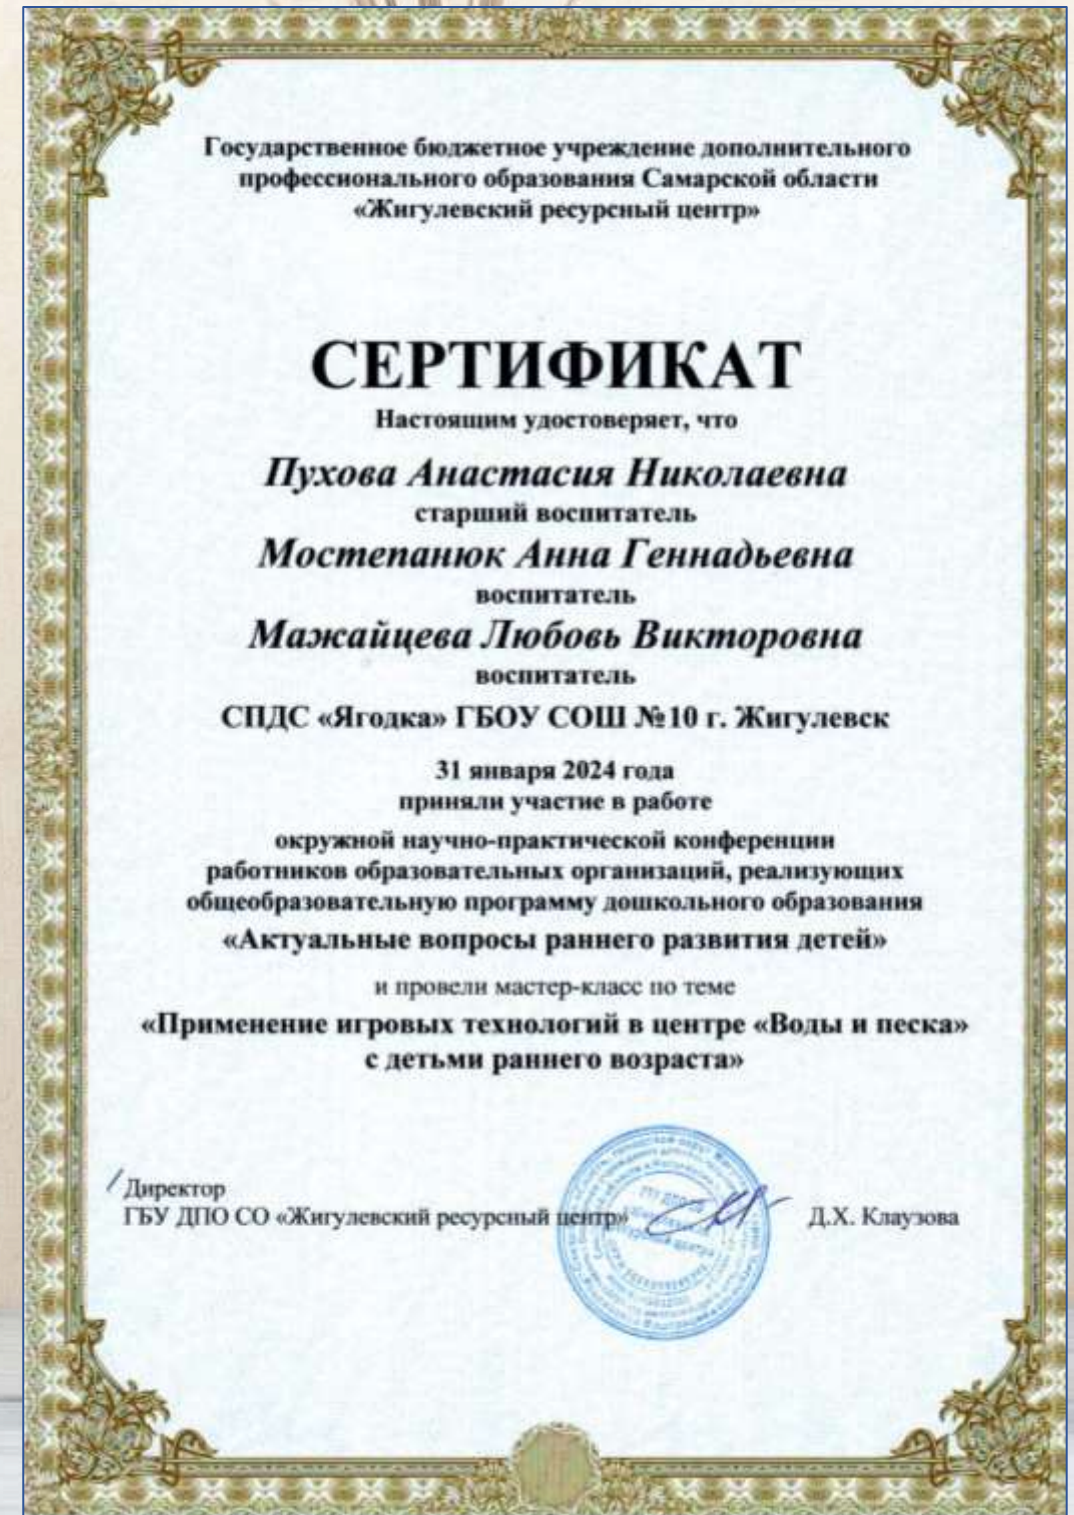 Государственное бюджетное учреждение дополнительного
профессионального образования Самарской области
«Жигулевский ресурсный центр»
СЕРТИФИКАТ
Настоящим удостоверяет, что
Пухова Анастасия Николаевна
старший воспитатель
Мостепанюк Анна Геннадьевна
воспитатель
Мажайцева Любовь Викторовна
воспитатель
СПДС «Ягодка» ГБОУ СОШ №10 г. Жигулевск
31 января 2024 года
приняли участие в работе
окружной научно-практической конференции
работников образовательных организаций, реализующих
общеобразовательную программу дошкольного образования
«Актуальные вопросы раннего развития детей»
и провели мастер-класс по теме
«Применение игровых технологий в центре «Воды и песка»
с детьми раннего возраста»
Директор
ГБУ ДПО СО «Жигулевский ресурсный центр»
Д.Х. Клаузова